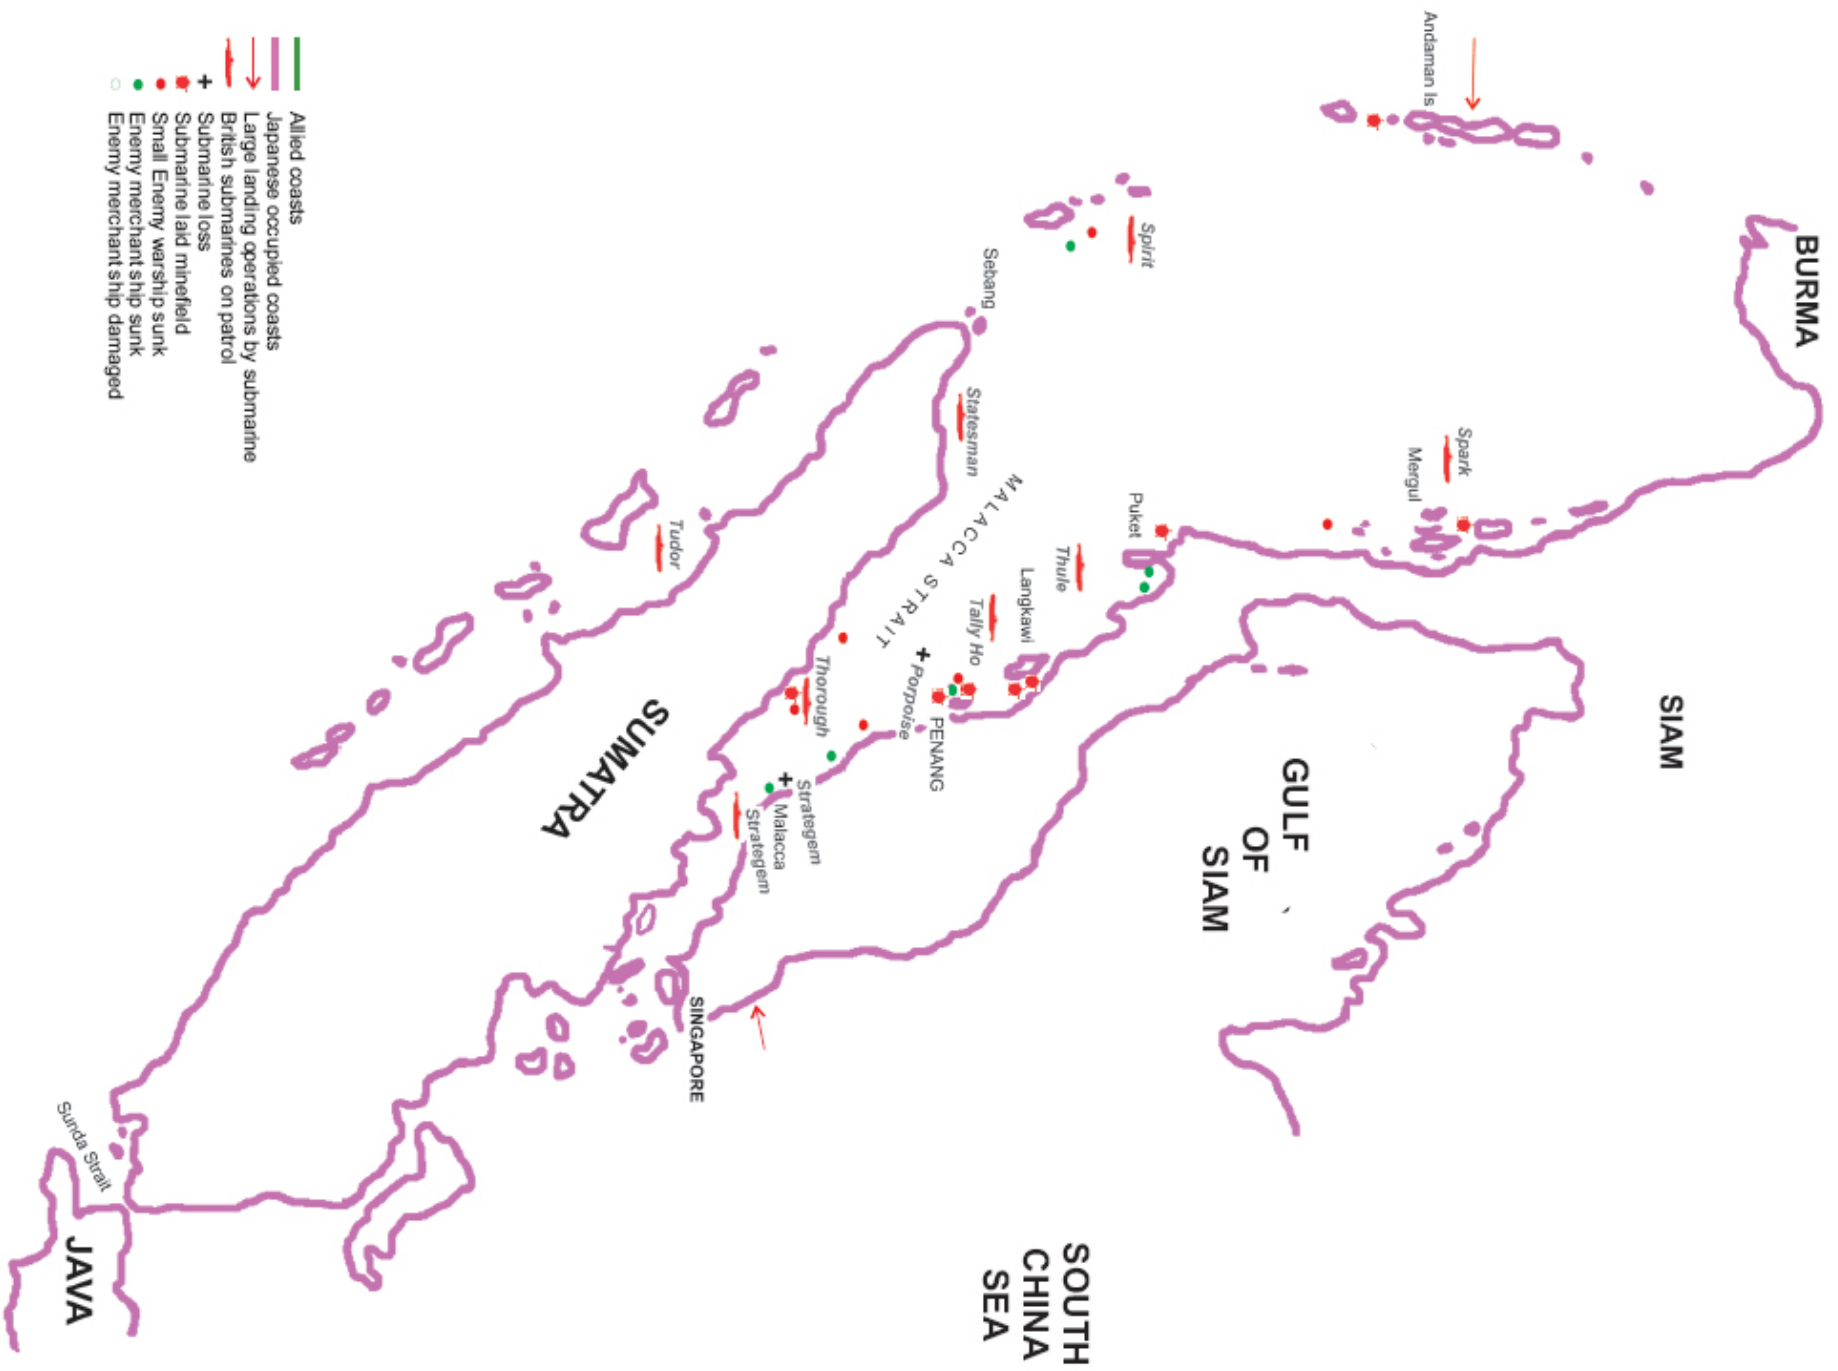 BURMA
SIAM
Andaman Is
Spark
Mergul
GULF
OF
SIAM
Spirit
Puket
Thule
Langkawi
Tally Ho
MALACCA STRAIT
Sebang
Statesman
Porpoise
PENANG
SOUTH
CHINA
SEA
Thorough
Strategem
Malacca
Strategem
Tudor
SINGAPORE
SUMATRA
Sunda Strait
JAVA
Allied coasts
Japanese occupied coasts
Large landing operations by submarine
British submarines on patrol
Submarine loss
Submarine laid minefield
Small Enemy warship sunk
Enemy merchant ship sunk
Enemy merchant ship damaged